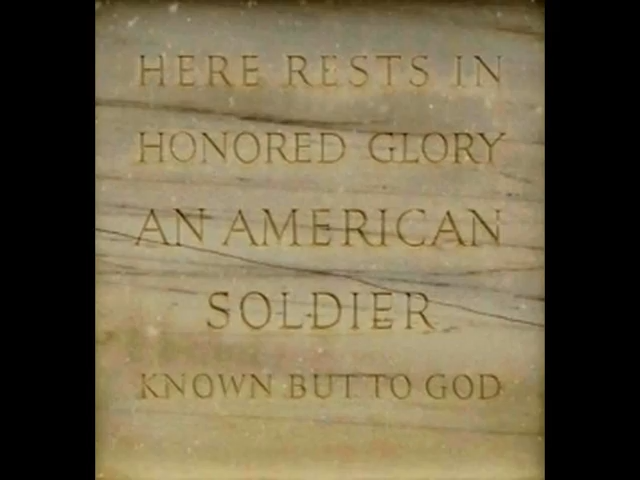 HERE RESTS IN
HONORED GLORY
AN AMERICAN
SOLDIER
KNOWN BUT TO GOD